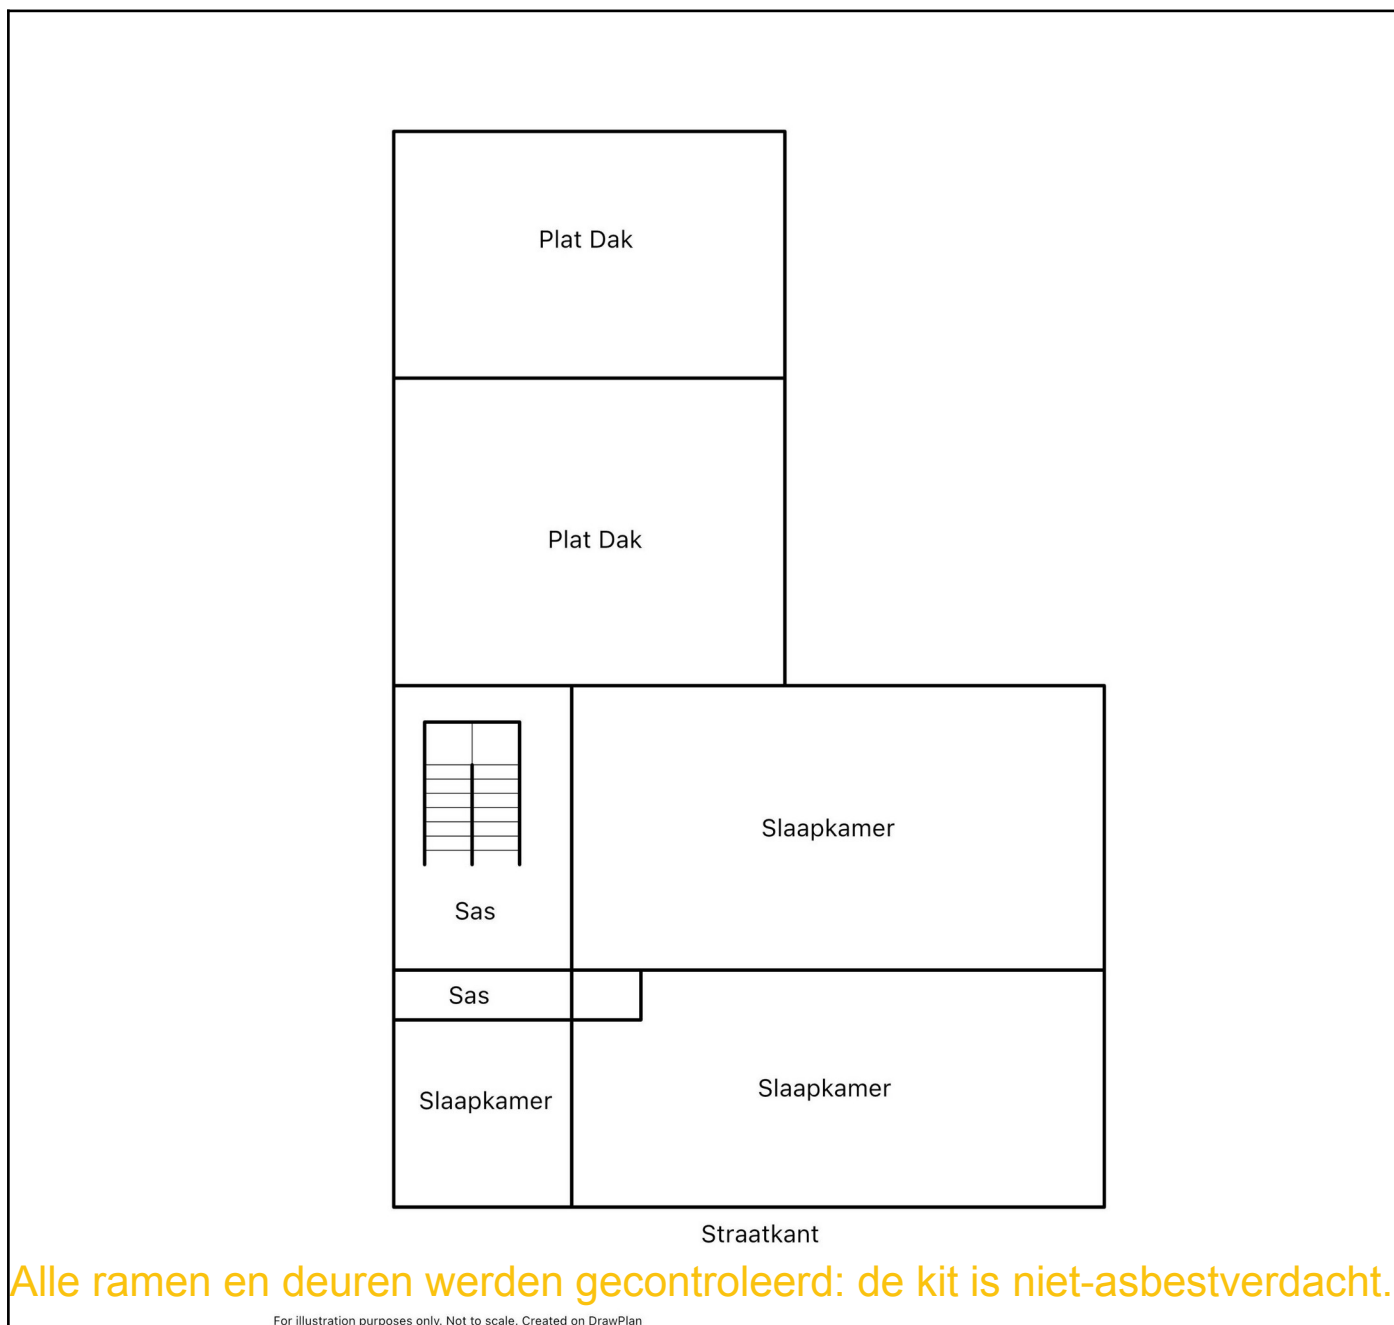 Plat Dak
Plat Dak
Slaapkamer
Sas
Sas
Slaapkamer
Slaapkamer
Straatkant
Alle ramen en deuren werden gecontroleerd: de kit is niet-asbestverdacht.
For illustration purposes only. Not to scale. Created on DrawPlan